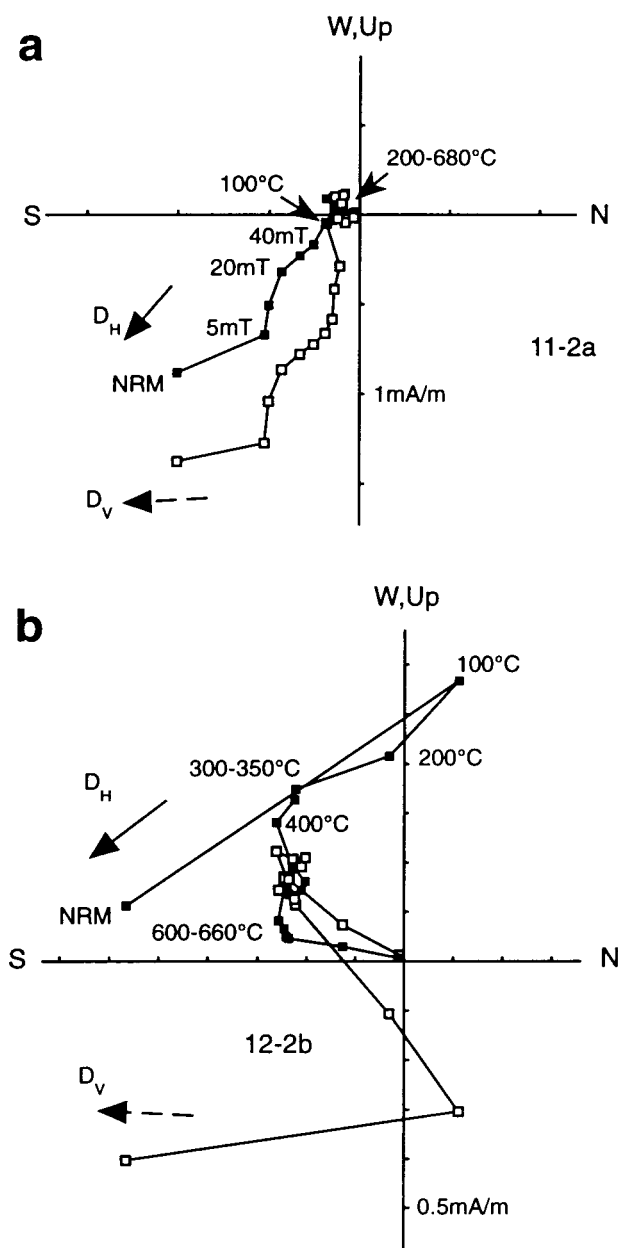 a
W,Up
200-680°C
100°C
S
N
40mT
20mT
D_H
5mT
11-2a
NRM
1mA/m
D_V
b
W,Up
100°C
200°C
300-350°C
D_H
400°C
NRM
600-660°C
S
N
12-2b
D_V
0.5mA/m